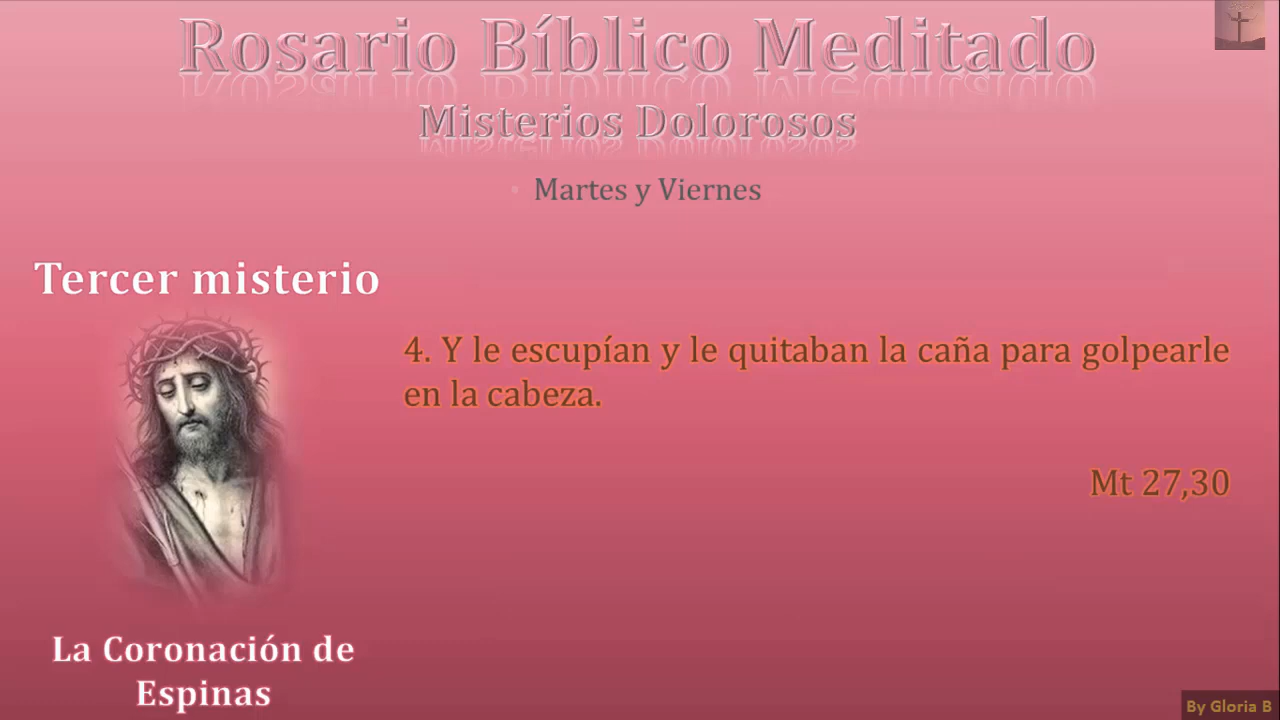 Rosario Bíblico Meditado
Misterios Dolorosos
Martes y Viernes
Tercer misterio
4. Y le escupían y le quitaban la caña para golpearle
en la cabeza.
Mt 27,30
La Coronación de
Espinas
By Gloria B